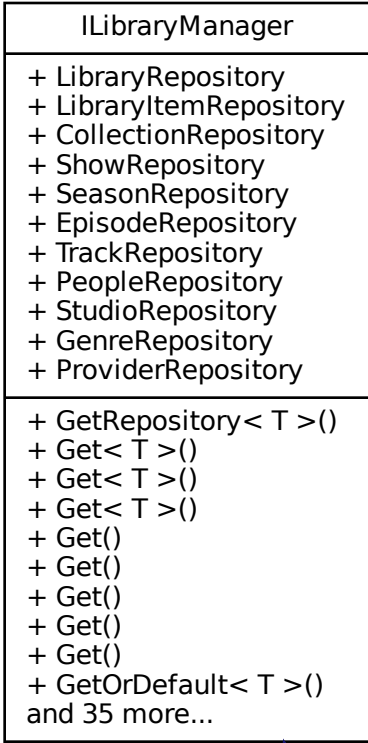 ILibraryManager
+ LibraryRepository
+ LibraryItemRepository
+ CollectionRepository
+ ShowRepository
+ SeasonRepository
+ EpisodeRepository
+ TrackRepository
+ PeopleRepository
+ StudioRepository
+ GenreRepository
+ ProviderRepository
+ GetRepository< T >()
+ Get< T >()
+ Get< T >()
+ Get< T >()
+ Get()
+ Get()
+ Get()
+ Get()
+ Get()
+ GetOrDefault< T >()
and 35 more...